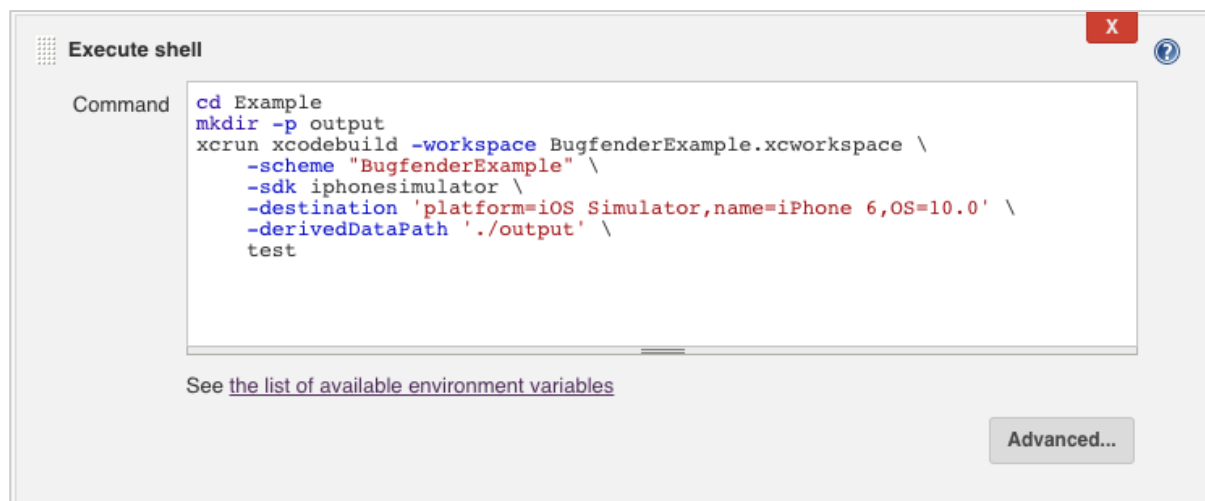 X
Execute shell
?
Command
cd Example
mkdir -p output
xcrun xcodebuild -workspace BugfenderExample.xcworkspace \
    -scheme "BugfenderExample" \
    -sdk iphonesimulator \
    -destination 'platform=iOS Simulator,name=iPhone 6,OS=10.0' \
    -derivedDataPath './output' \
    test
See the list of available environment variables
Advanced...